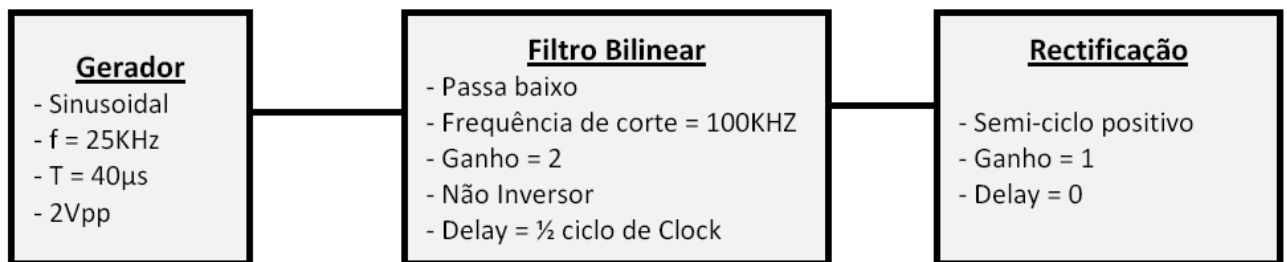 Gerador
- Sinusoidal
- f = 25KHz
- T = 40µs
- 2Vpp
Filtro Bilinear
- Passa baixo
- Frequência de corte = 100KHZ
- Ganho = 2
- Não Inversor
- Delay = ½ ciclo de Clock
Rectificação
- Semi-ciclo positivo
- Ganho = 1
- Delay = 0